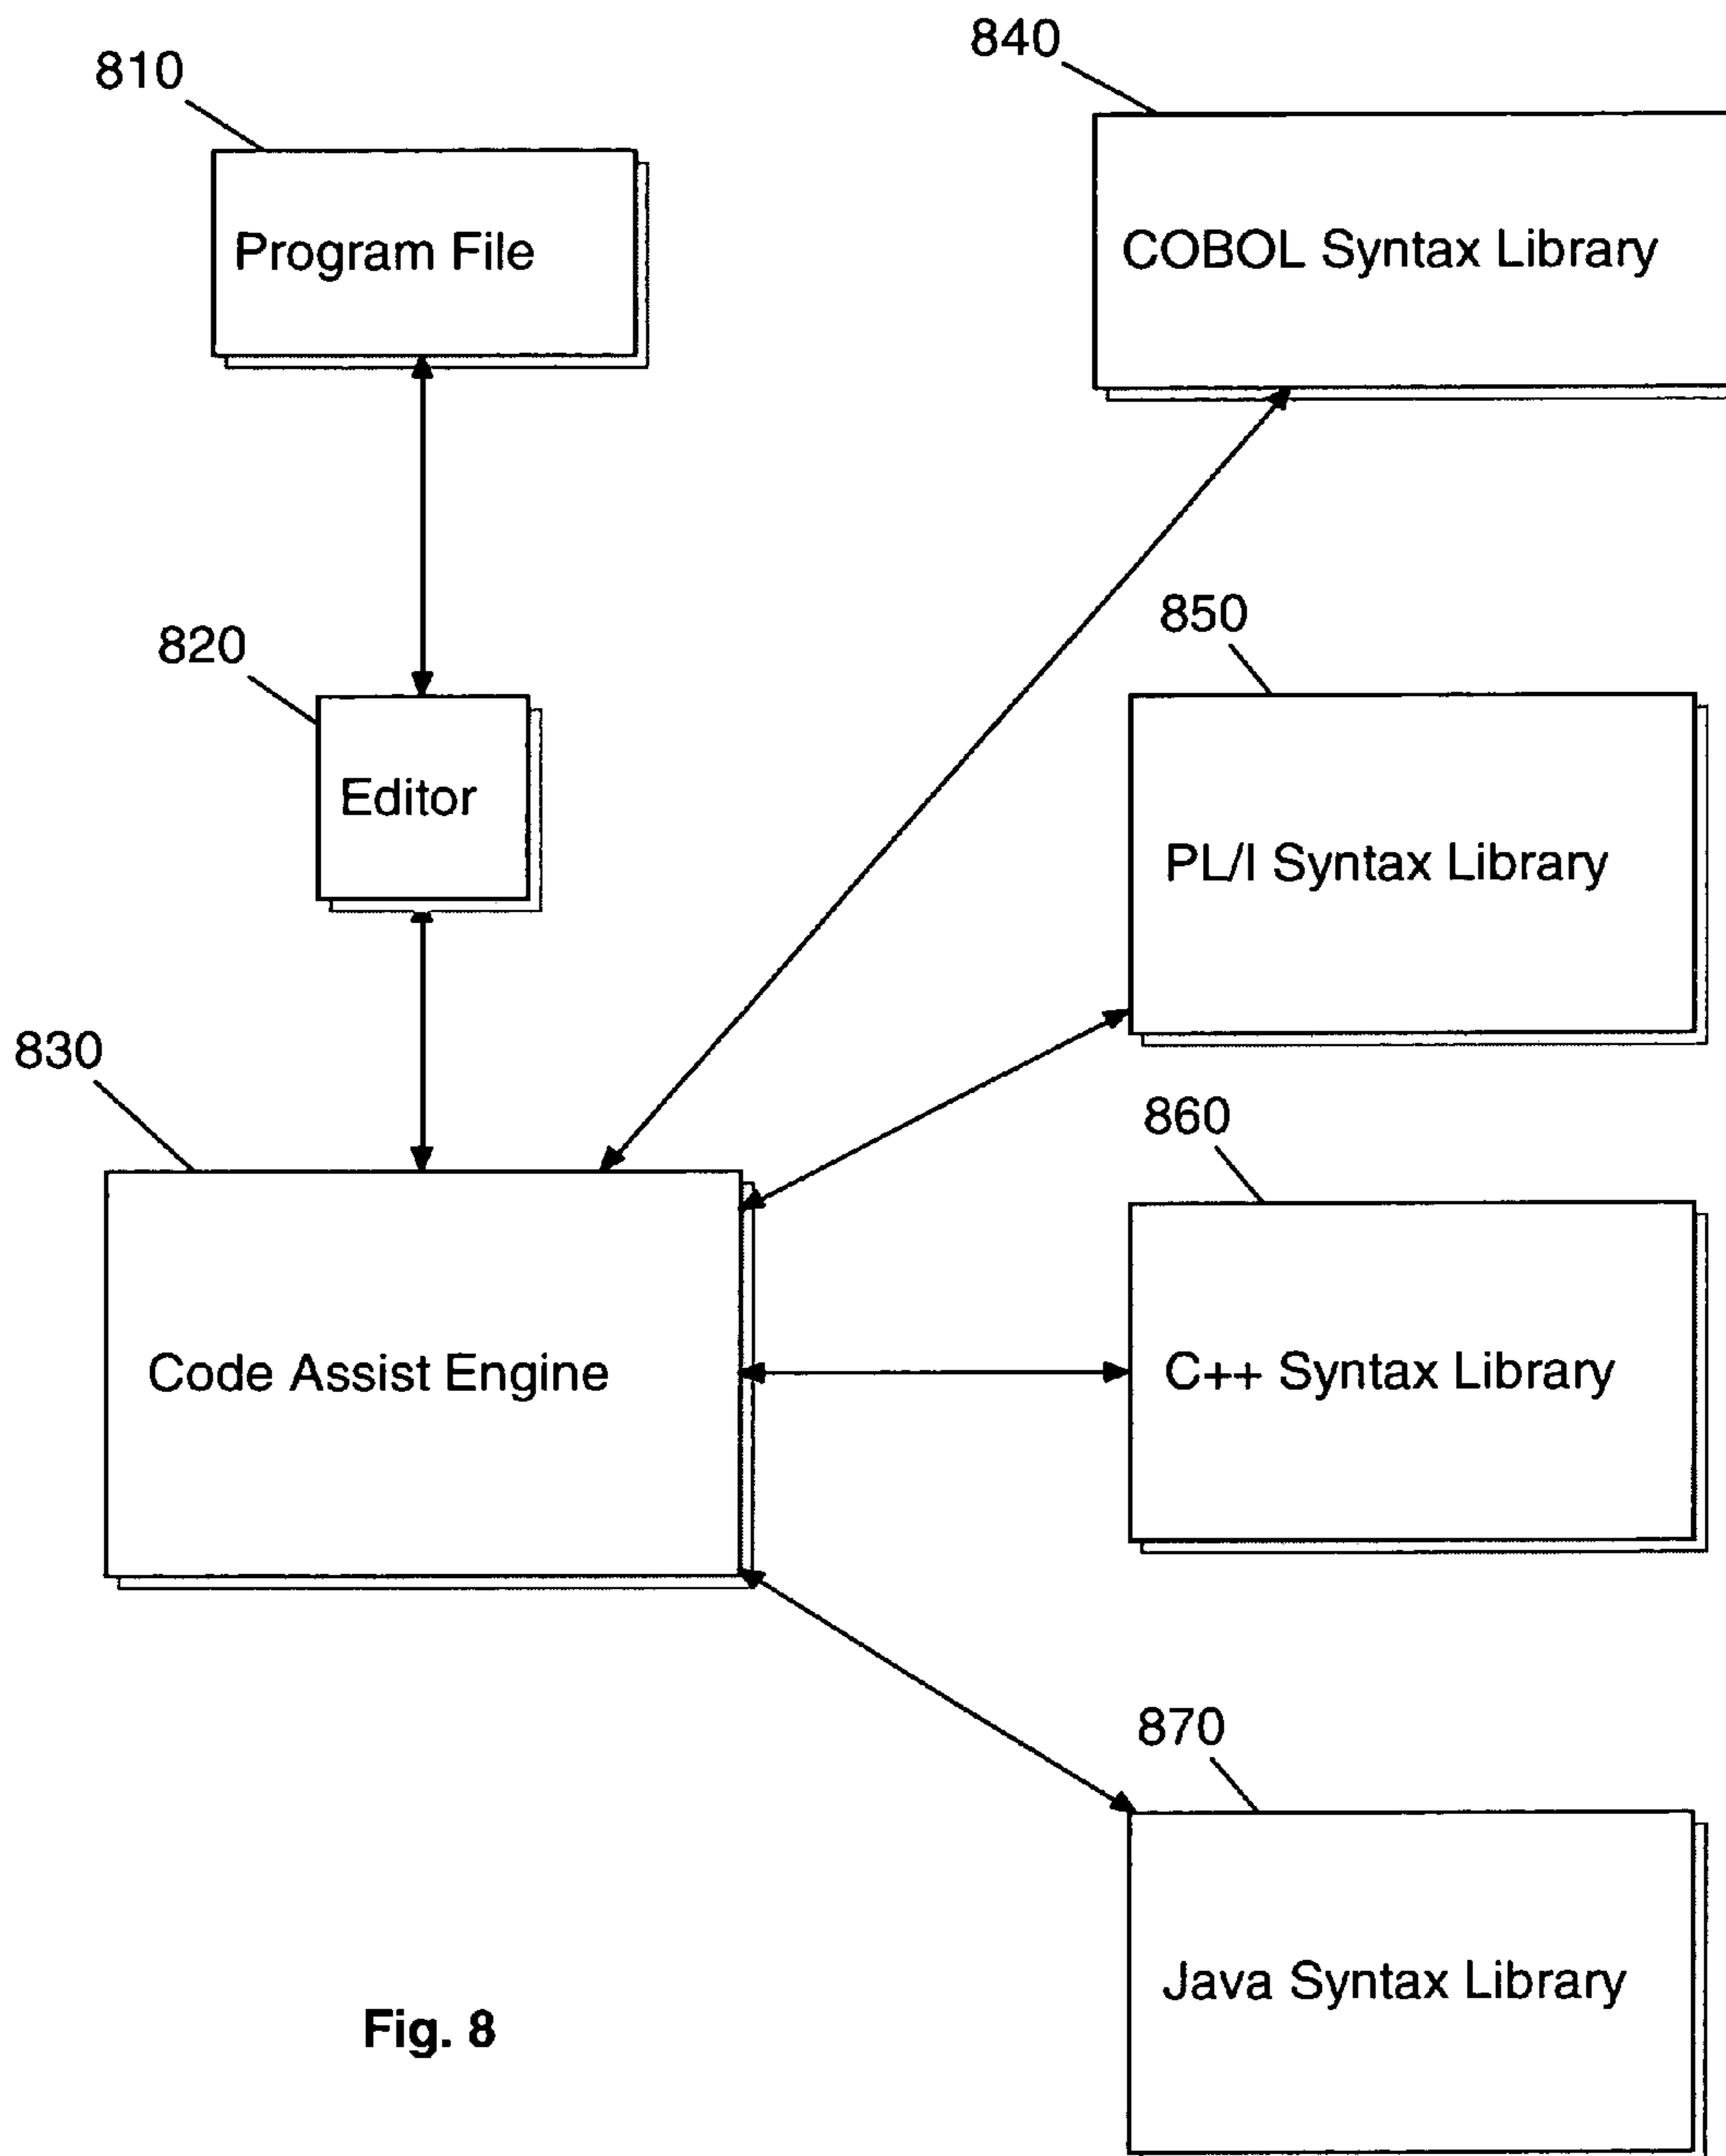 810
840
Program File
COBOL Syntax Library
850
820
Editor
PL/I Syntax Library
830
860
Code Assist Engine
C++ Syntax Library
870
Java Syntax Library
Fig. 8